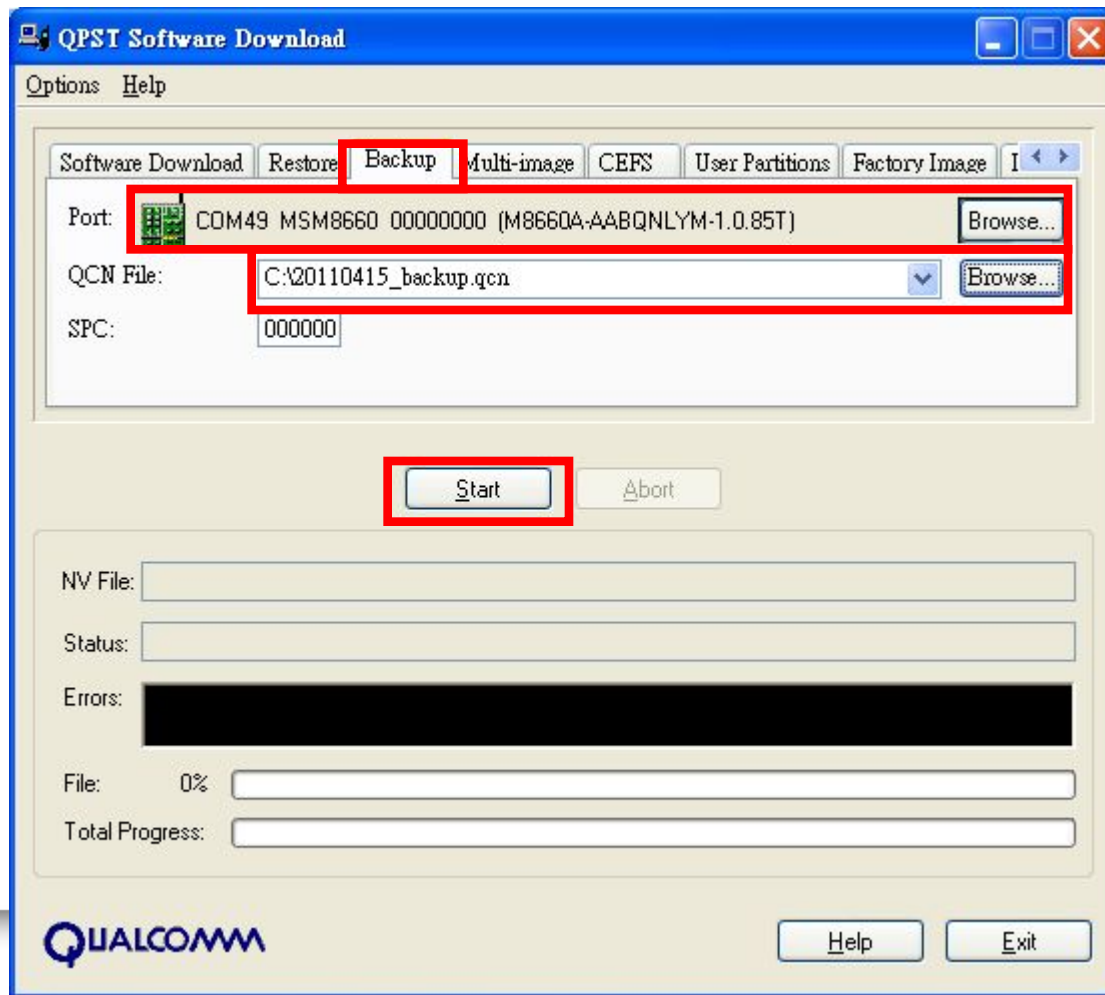 QPST Software Download
Options Help
Software Download Restore Backup Multi-image CEFS User Partitions Factory Image
Port: COM49 MSM8660 00000000 (M8660A-AABQNLYM-1.0.85T) Browse...
QCN File: C:\20110415_backup.qcn Browse...
SPC: 000000
Start Abort
NV File:
Status:
Errors:
File: 0%
Total Progress:
QUALCOMM Help Exit